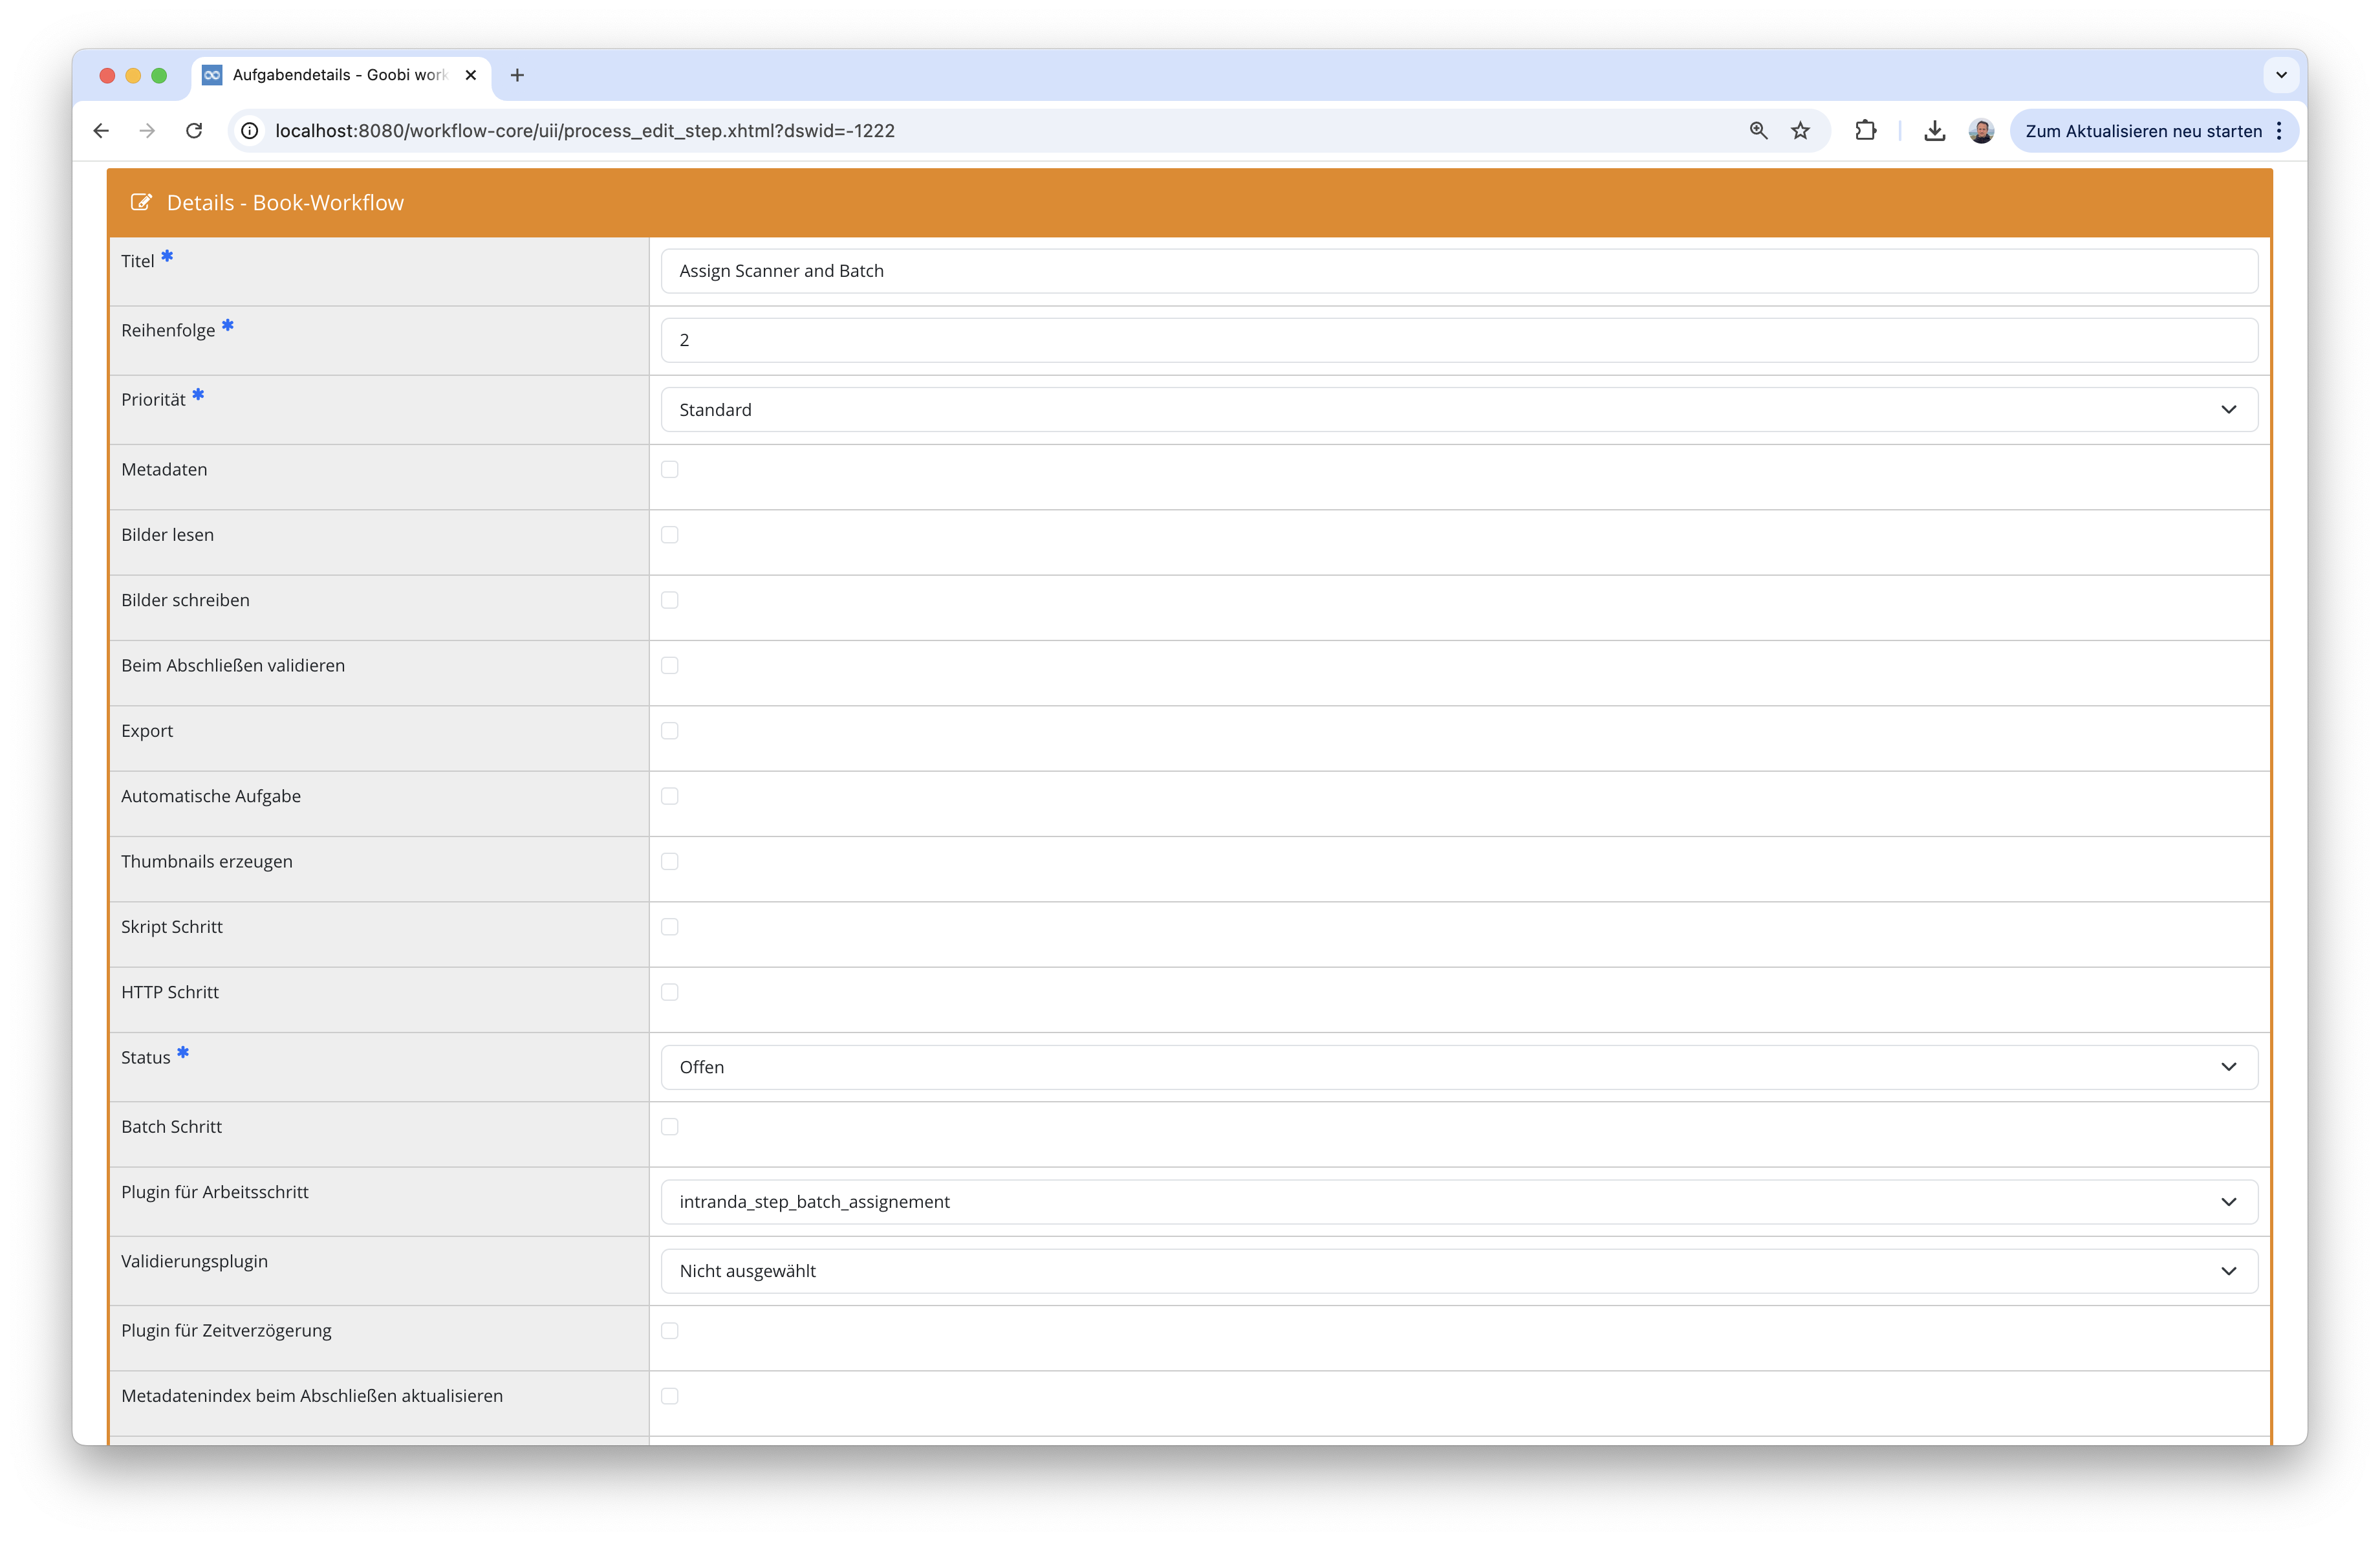 Aufgabendetails - Goobi work
localhost:8080/workflow-core/uii/process_edit_step.xhtml?dswid=-1222
Zum Aktualisieren neu starten
Details - Book-Workflow
Titel *
Assign Scanner and Batch
Reihenfolge *
2
Priorität *
Standard
Metadaten
Bilder lesen
Bilder schreiben
Beim Abschließen validieren
Export
Automatische Aufgabe
Thumbnails erzeugen
Skript Schritt
HTTP Schritt
Status *
Offen
Batch Schritt
Plugin für Arbeitsschritt
intranda_step_batch_assignement
Validierungsplugin
Nicht ausgewählt
Plugin für Zeitverzögerung
Metadatenindex beim Abschließen aktualisieren